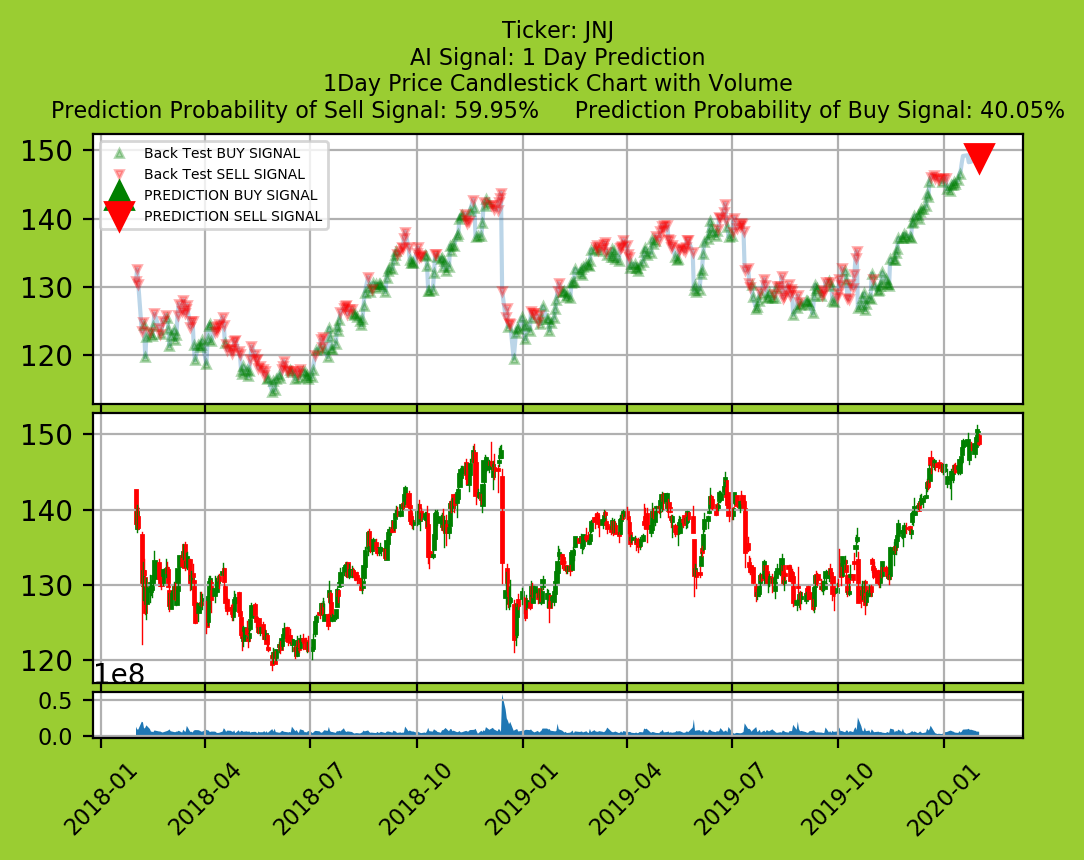 Ticker: JNJ
AI Signal: 1 Day Prediction
1Day Price Candlestick Chart with Volume
Prediction Probability of Sell Signal: 59.95% Prediction Probability of Buy Signal: 40.05%
150
140
130
120
Back Test BUY SIGNAL
Back Test SELL SIGNAL
PREDICTION BUY SIGNAL
PREDICTION SELL SIGNAL
150
140
130
120
1e8
0.5
0.0
2018-01
2018-04
2018-07
2018-10
2019-01
2019-04
2019-07
2019-10
2020-01